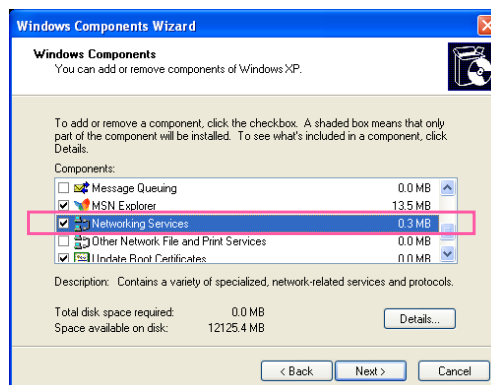 Windows Components Wizard
Windows Components
You can add or remove components of Windows XP.
To add or remove a component, click the checkbox. A shaded box means that only
part of the component will be installed. To see what's included in a component, click
Details.
Components:
Message Queuing 0.0 MB
MSN Explorer 13.5 MB
Networking Services 0.3 MB
Other Network File and Print Services 0.0 MB
Update Root Certificates 0.0 MB
Description: Contains a variety of specialized, network-related services and protocols.
Total disk space required: 0.0 MB
Space available on disk: 12125.4 MB
Details...
< Back Next > Cancel